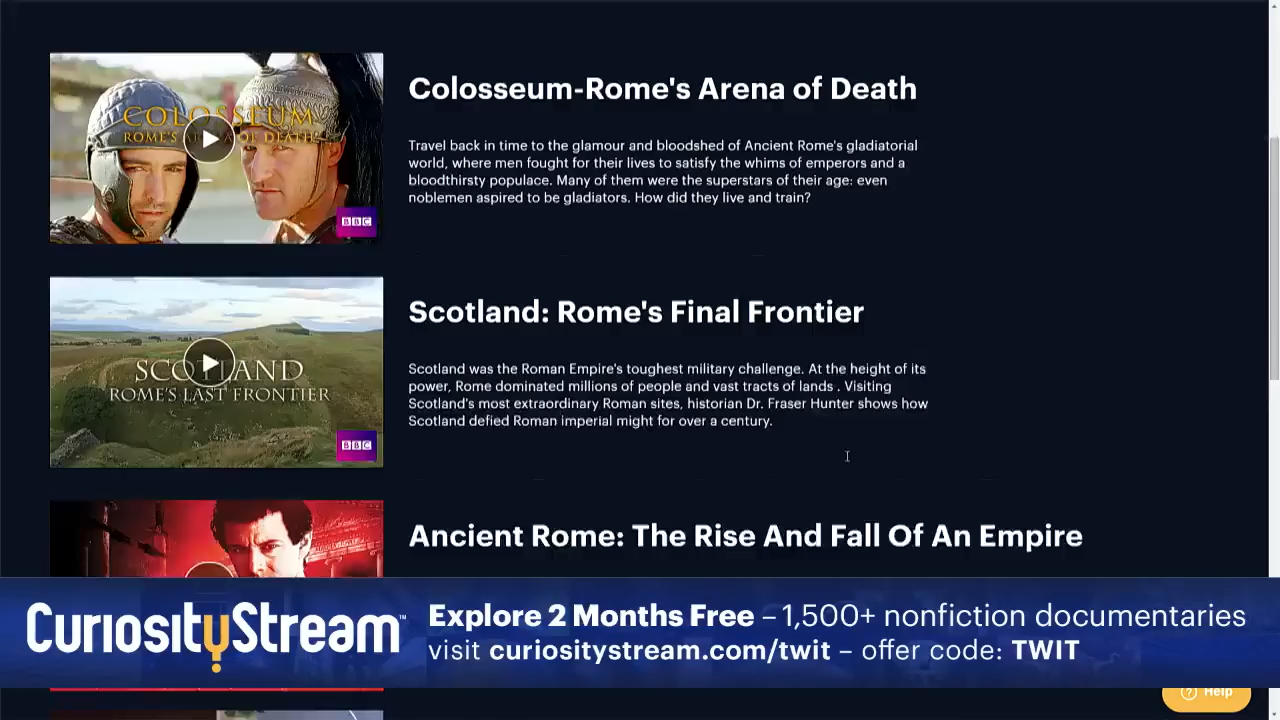 COLOSSEUM
ROME'S ARENA OF DEATH
BBC
Colosseum-Rome's Arena of Death
Travel back in time to the glamour and bloodshed of Ancient Rome's gladiatorial
world, where men fought for their lives to satisfy the whims of emperors and a
bloodthirsty populace. Many of them were the superstars of their age: even
noblemen aspired to be gladiators. How did they live and train?
SCOTLAND
ROME'S LAST FRONTIER
BBC
Scotland: Rome's Final Frontier
Scotland was the Roman Empire's toughest military challenge. At the height of its
power, Rome dominated millions of people and vast tracts of lands . Visiting
Scotland's most extraordinary Roman sites, historian Dr. Fraser Hunter shows how
Scotland defied Roman imperial might for over a century.
Ancient Rome: The Rise And Fall Of An Empire
CURIOSITYSTREAM™
Explore 2 Months Free – 1,500+ nonfiction documentaries
visit curiositystream.com/twit – offer code: TWIT
Help